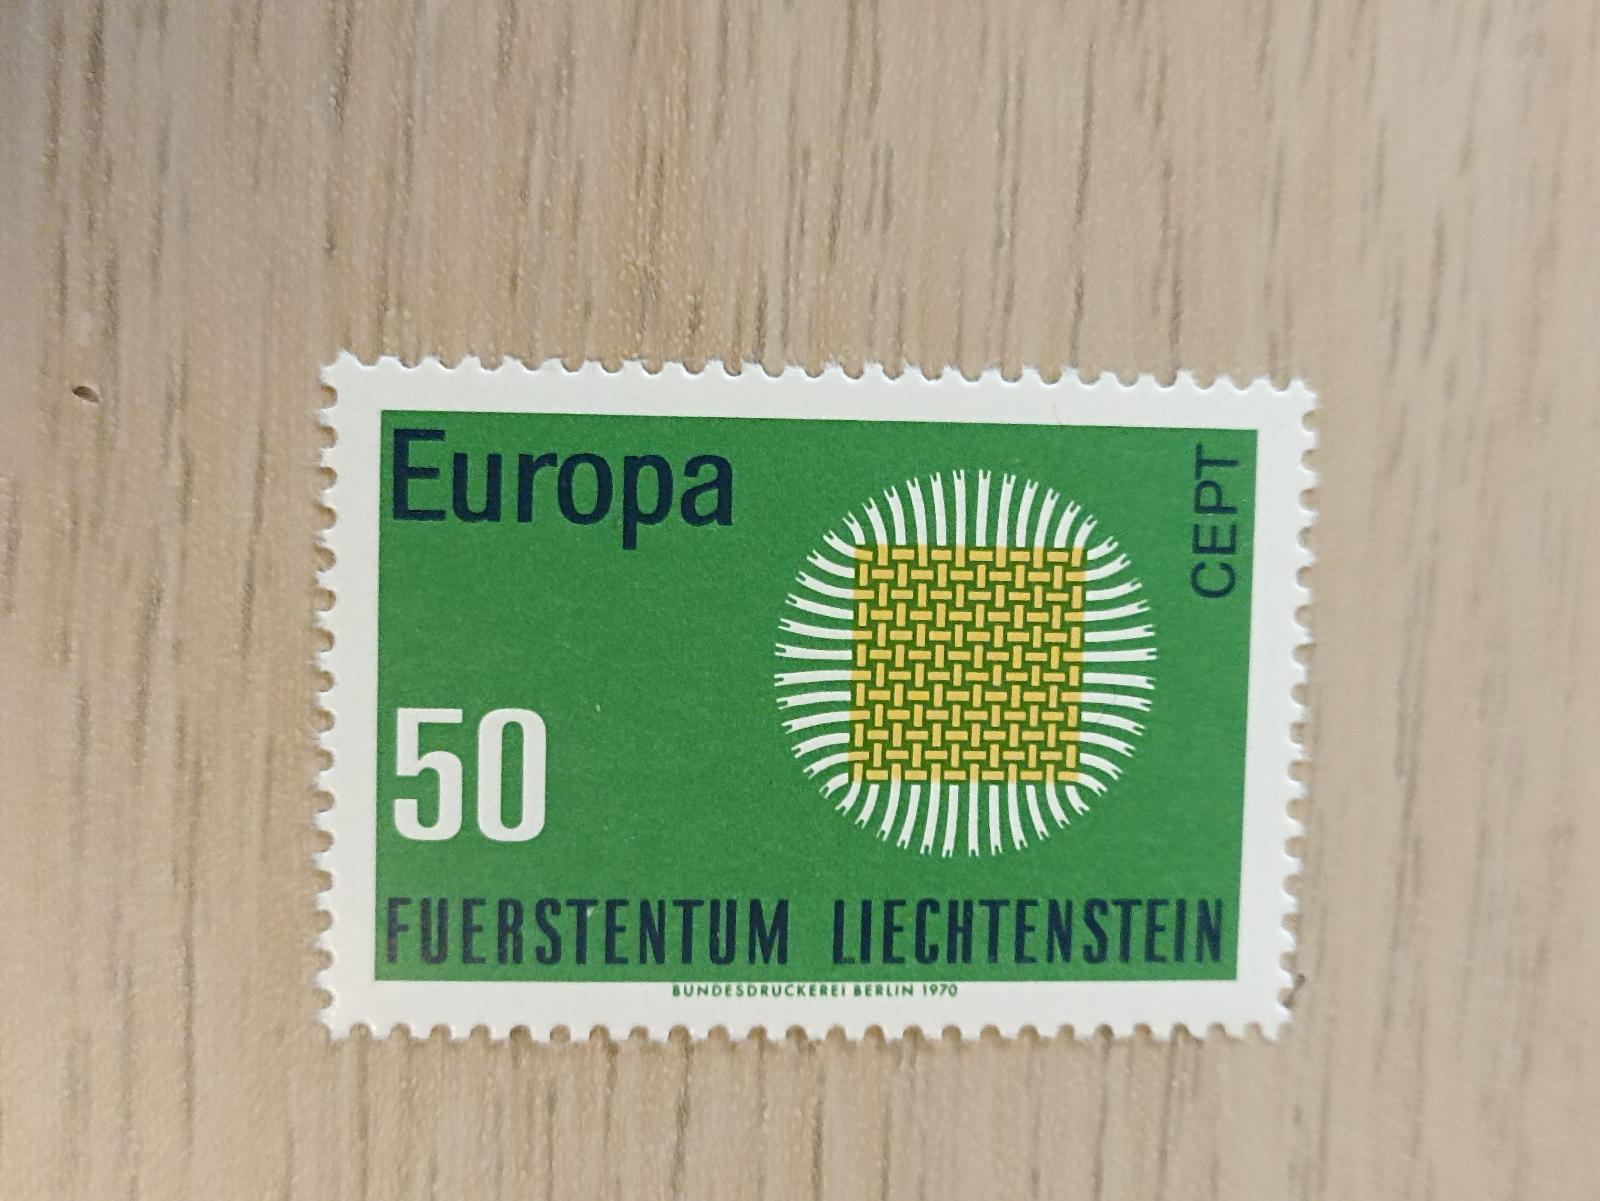 Europa
CEPT
50
FUERSTENTUM LIECHTENSTEIN
BUNDESDRUCKEREI BERLIN 1970